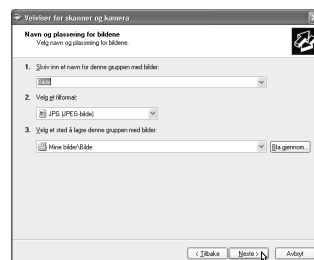 Veiviser for skanner og kamera
Navn og plassering for bildene
Velg navn og plassering for bildene.
1. Skriv inn et navn for denne gruppen med bilder:
Bilde
2. Velg et filformat:
JPG (JPEG-bilde)
3. Velg et sted å lagre denne gruppen med bilder:
Mine bilder\Bilde
Bla gjennom...
< Tilbake Neste > Avbryt